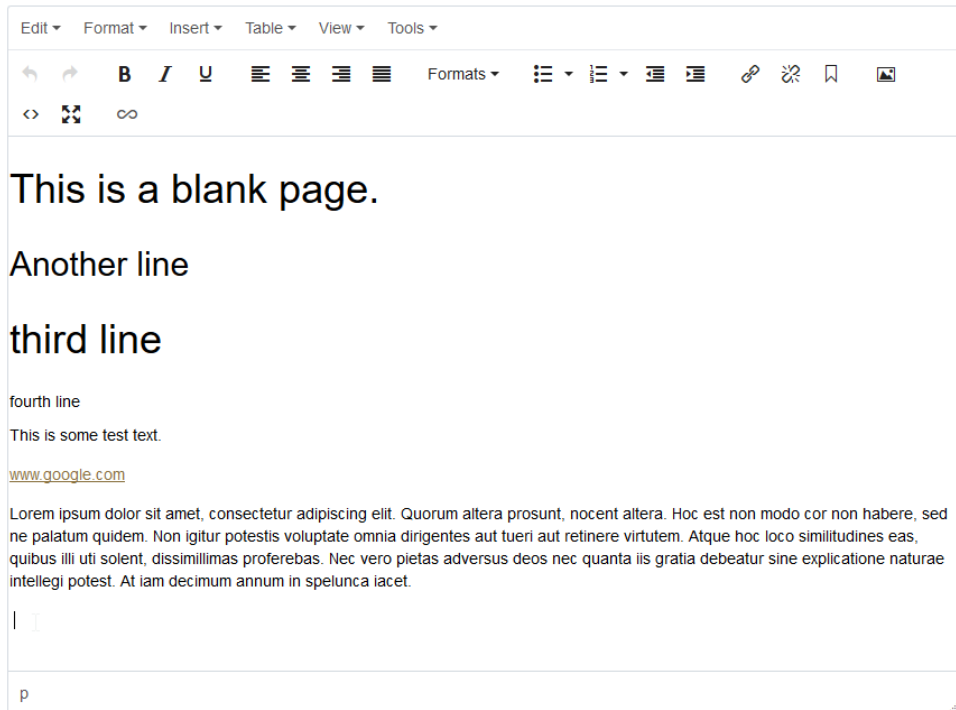 Edit Format Insert Table View Tools
B I U Formats
This is a blank page.
Another line
third line
fourth line
This is some test text.
www.google.com
Lorem ipsum dolor sit amet, consectetur adipiscing elit. Quorum altera prosunt, nocent altera. Hoc est non modo cor non habere, sed
ne palatum quidem. Non igitur potestis voluptate omnia dirigentes aut tueri aut retinere virtutem. Atque hoc loco similitudines eas,
quibus illi uti solent, dissimillimas proferebas. Nec vero pietas adversus deos nec quanta iis gratia debeatur sine explicatione naturae
intellegi potest. At iam decimum annum in spelunca iacet.
p